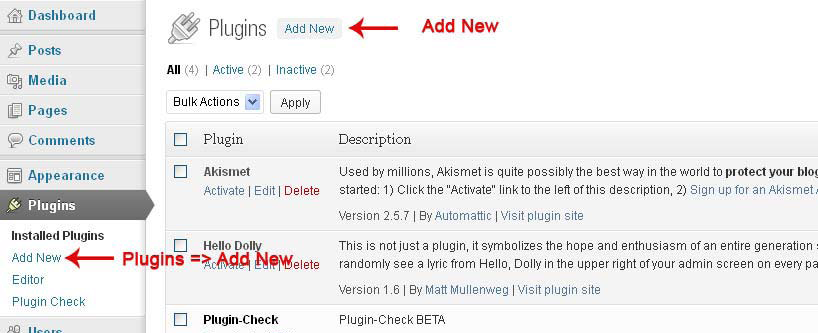 Dashboard
Posts
Media
Pages
Comments
Appearance
Plugins
Installed Plugins
Add New
Editor
Plugin Check
Users
Plugins Add New
Add New
All (4) | Active (2) | Inactive (2)
Bulk Actions Apply
Plugin Description
Akismet Used by millions, Akismet is quite possibly the best way in the world to protect your blog
Activate | Edit | Delete started: 1) Click the "Activate" link to the left of this description, 2) Sign up for an Akismet
Version 2.5.7 | By Automattic | Visit plugin site
Hello Dolly This is not just a plugin, it symbolizes the hope and enthusiasm of an entire generation
Activate | Edit | Delete randomly see a lyric from Hello, Dolly in the upper right of your admin screen on every
Version 1.6 | By Matt Mullenweg | Visit plugin site
Plugins => Add New
Plugin-Check Plugin-Check BETA